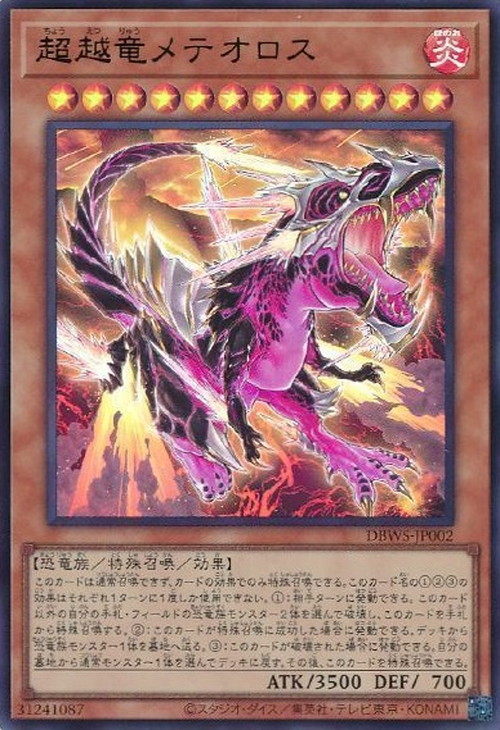 超越竜メテオロス
炎
DBWS-JP002
【恐竜族／特殊召喚／効果】
このカードは通常召喚できず、カードの効果でのみ特殊召喚できる。このカード名の①②③の
効果はそれぞれ1ターンに1度しか使用できない。①：相手ターンに発動できる。このカード
以外の自分の手札・フィールドの恐竜族モンスター2体を選んで破壊し、このカードを手札
から特殊召喚する。②：このカードが特殊召喚に成功した場合に発動できる。デッキから
恐竜族モンスター1体を墓地へ送る。③：このカードが破壊された場合に発動できる。自分の
墓地から通常モンスター1体を選んでデッキに戻す。その後、このカードを特殊召喚できる。
ATK/3500 DEF/ 700
31241087
©スタジオ・ダイス／集英社・テレビ東京・KONAMI